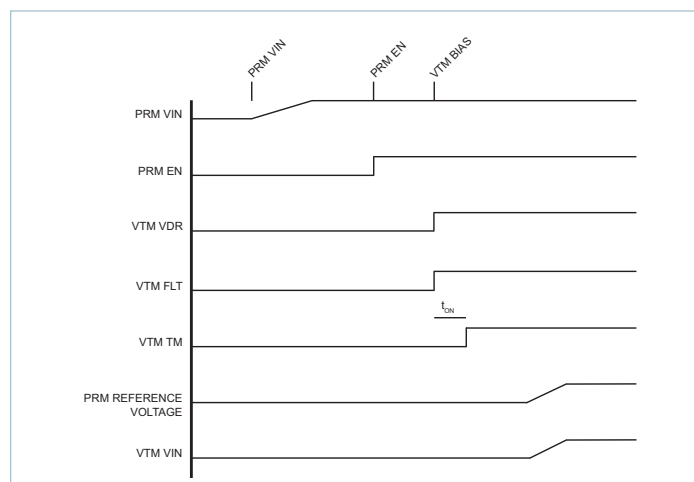 PRM VIN
PRM EN
VTM BIAS
PRM VIN
PRM EN
VTM VDR
VTM FLT
tON
VTM TM
PRM REFERENCE
VOLTAGE
VTM VIN